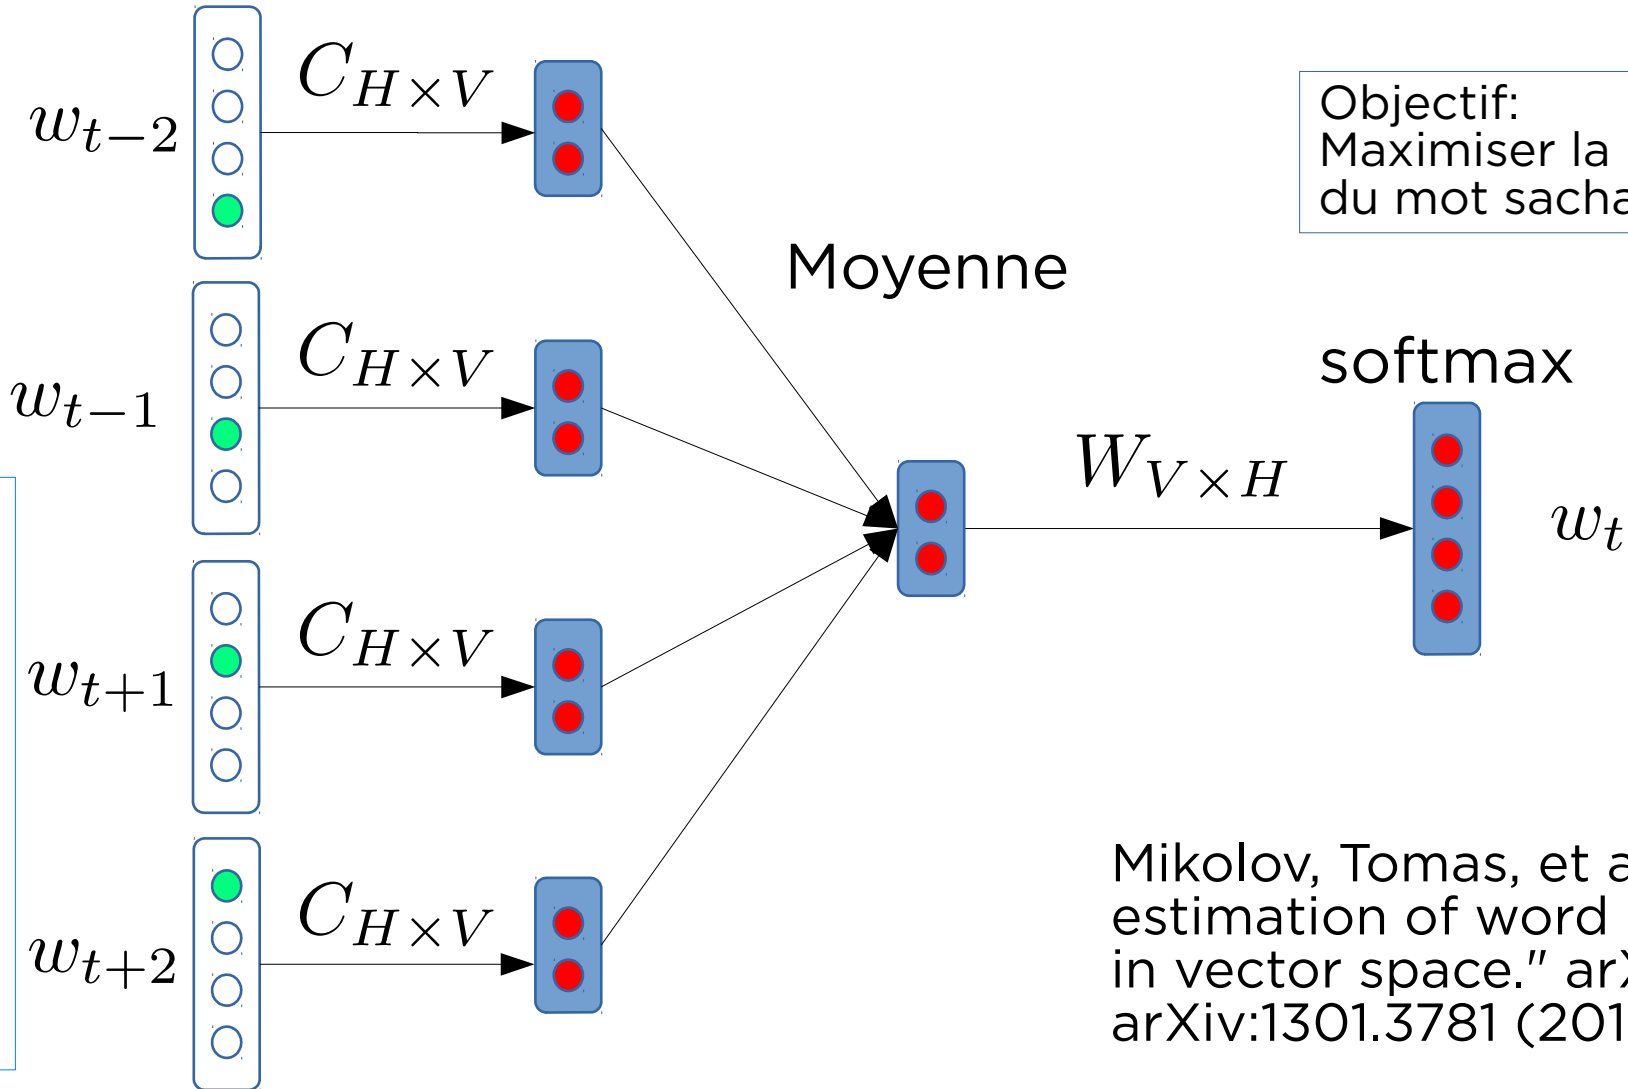 w_{t-2}
C_{H×V}
Objectif:
Maximiser la
du mot sacha
Moyenne
w_{t-1}
C_{H×V}
softmax
W_{V×H}
w_t
w_{t+1}
C_{H×V}
w_{t+2}
C_{H×V}
Mikolov, Tomas, et a
estimation of word
in vector space." arX
arXiv:1301.3781 (201